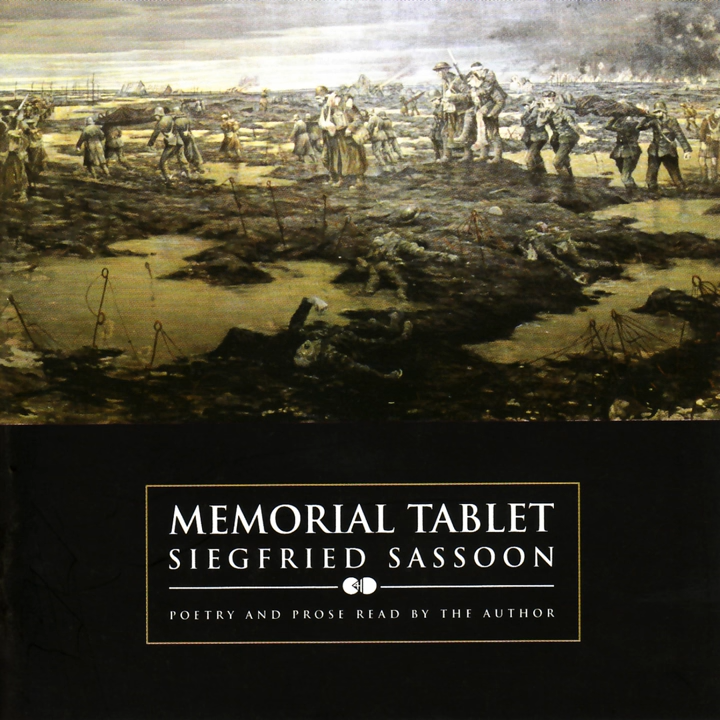 MEMORIAL TABLET
SIEGFRIED SASSOON
POETRY AND PROSE READ BY THE AUTHOR